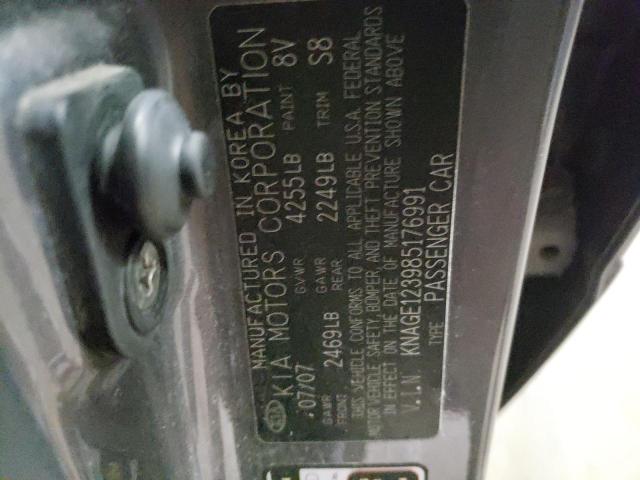 MANUFACTURED IN KOREA BY
KIA MOTORS CORPORATION
07/07 GVWR 4255LB PAINT 8V
GAWR FRONT 2469LB GAWR REAR 2249LB TRIM S8
THIS VEHICLE CONFORMS TO ALL APPLICABLE U.S.A. FEDERAL
MOTOR VEHICLE SAFETY, BUMPER, AND THEFT PREVENTION STANDARDS
IN EFFECT ON THE DATE OF MANUFACTURE SHOWN ABOVE
V.I.N KNAGE123985176991
TYPE PASSENGER CAR